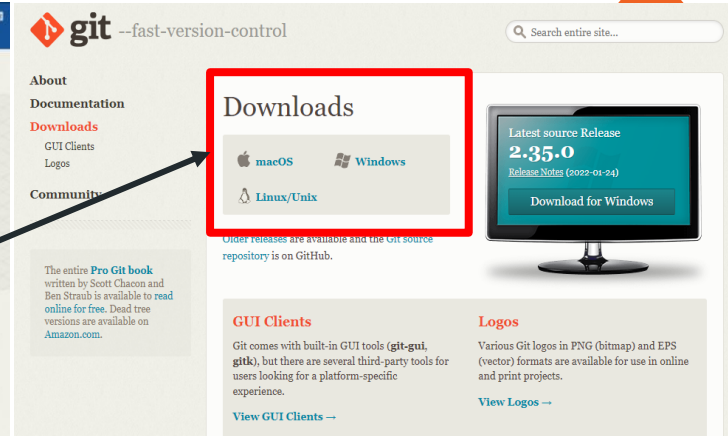 git --fast-version-control
Search entire site...
About
Documentation
Downloads
GUI Clients
Logos
Community
The entire Pro Git book
written by Scott Chacon and
Ben Straub is available to read
online for free. Dead tree
versions are available on
Amazon.com.
Downloads
macOS
Windows
Linux/Unix
Older releases are available and the Git source
repository is on GitHub.
Latest source Release
2.35.0
Release Notes (2022-01-24)
Download for Windows
GUI Clients
Git comes with built-in GUI tools (git-gui,
gitk), but there are several third-party tools for
users looking for a platform-specific
experience.
View GUI Clients →
Logos
Various Git logos in PNG (bitmap) and EPS
(vector) formats are available for use in online
and print projects.
View Logos →